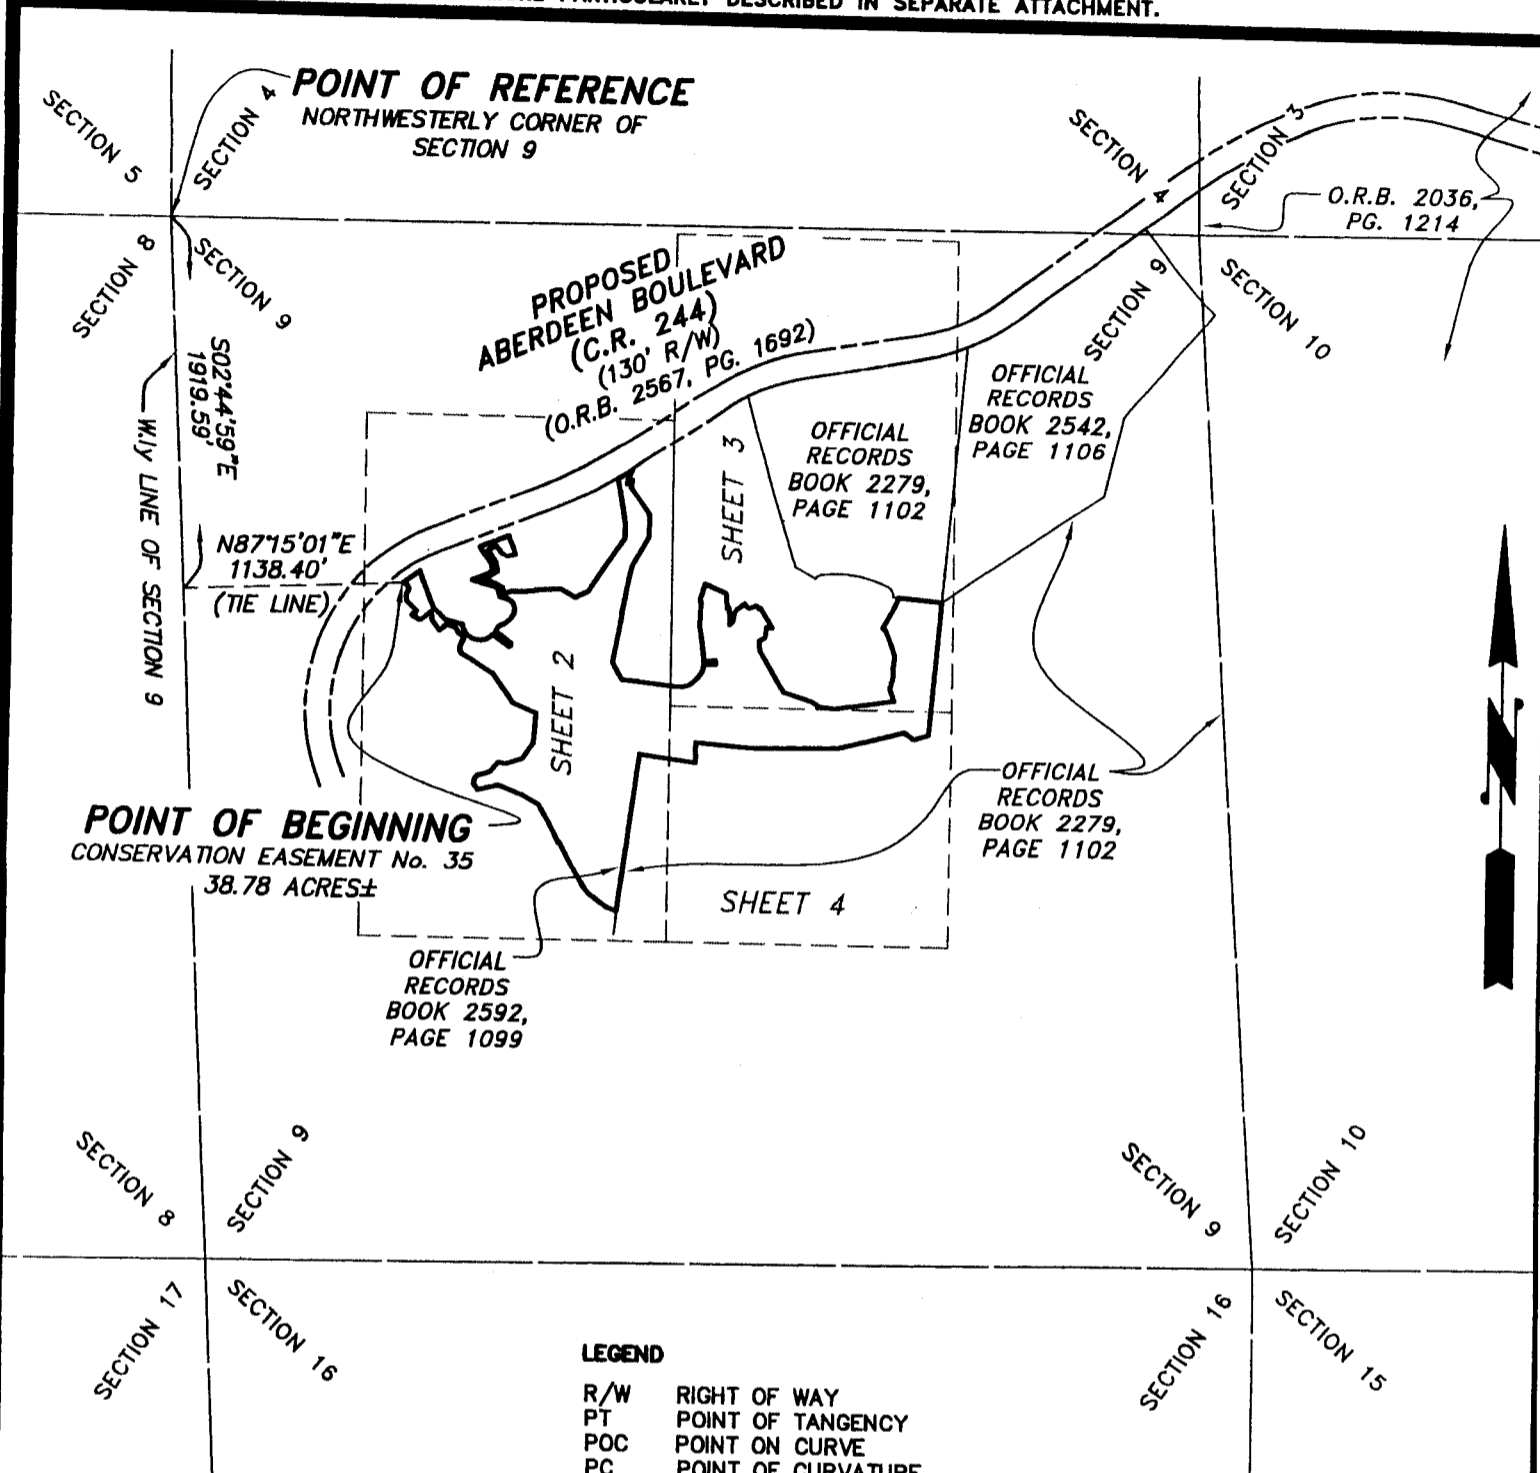 DESCRIBED IN SEPARATE ATTACHMENT.
POINT OF REFERENCE
NORTHWESTERLY CORNER OF
SECTION 9
SECTION 5
SECTION 4
SECTION 8
SECTION 9
SECTION 4
SECTION 3
SECTION 9
SECTION 10
O.R.B. 2036,
PG. 1214
PROPOSED
ABERDEEN BOULEVARD
(C.R. 244)
(130' R/W)
(O.R.B. 2567, PG. 1692)
S02°44'59"E
1919.59'
W.ly LINE OF SECTION 9
N87°15'01"E
1138.40'
(TIE LINE)
OFFICIAL
RECORDS
BOOK 2279,
PAGE 1102
OFFICIAL
RECORDS
BOOK 2542,
PAGE 1106
SHEET 3
SHEET 2
SHEET 4
POINT OF BEGINNING
CONSERVATION EASEMENT No. 35
38.78 ACRES±
OFFICIAL
RECORDS
BOOK 2279,
PAGE 1102
OFFICIAL
RECORDS
BOOK 2592,
PAGE 1099
N
SECTION 8
SECTION 9
SECTION 17
SECTION 16
SECTION 9
SECTION 10
SECTION 16
SECTION 15
LEGEND
R/W RIGHT OF WAY
PT POINT OF TANGENCY
POC POINT ON CURVE
PC POINT OF CURVATURE